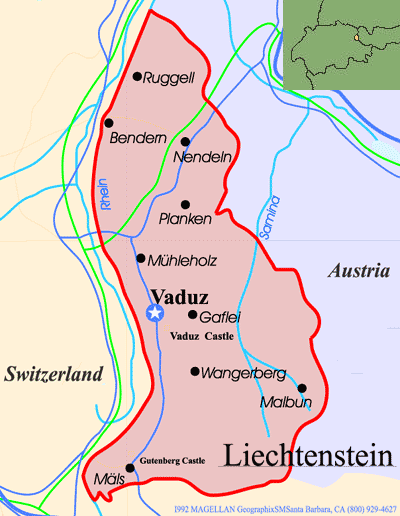 Ruggell
Bendern
Nendeln
Rhein
Planken
Samina
Mühleholz
Austria
Vaduz
Gaflei
Vaduz Castle
Switzerland
Wangerberg
Malbun
Liechtenstein
Gutenberg Castle
Mäls
1992 MAGELLAN GeographixSMSanta Barbara, CA (800) 929-4627